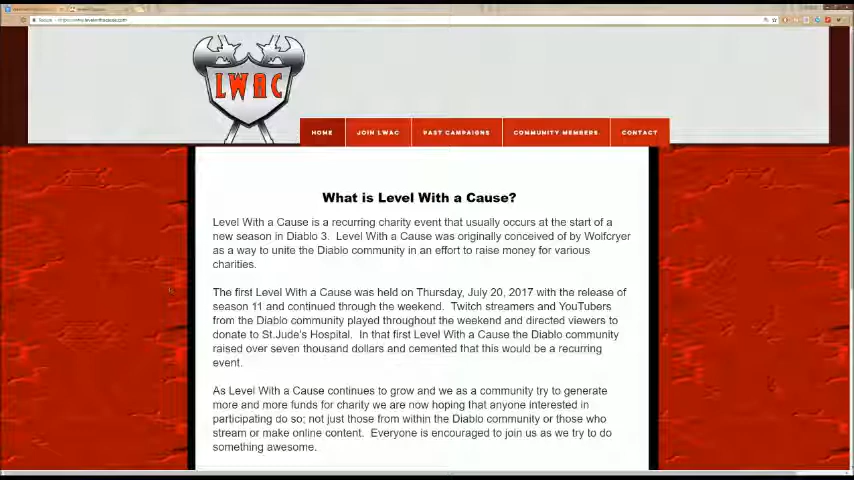 LWAC
HOME
JOIN LWAC
PAST CAMPAIGNS
COMMUNITY MEMBERS
CONTACT
What is Level With a Cause?
Level With a Cause is a recurring charity event that usually occurs at the start of a
new season in Diablo 3.  Level With a Cause was originally conceived of by Wolfcryer
as a way to unite the Diablo community in an effort to raise money for various
charities.
The first Level With a Cause was held on Thursday, July 20, 2017 with the release of
season 11 and continued through the weekend.  Twitch streamers and YouTubers
from the Diablo community played throughout the weekend and directed viewers to
donate to St.Jude's Hospital.  In that first Level With a Cause the Diablo community
raised over seven thousand dollars and cemented that this would be a recurring
event.
As Level With a Cause continues to grow and we as a community try to generate
more and more funds for charity we are now hoping that anyone interested in
participating do so; not just those from within the Diablo community or those who
stream or make online content.  Everyone is encouraged to join us as we try to do
something awesome.